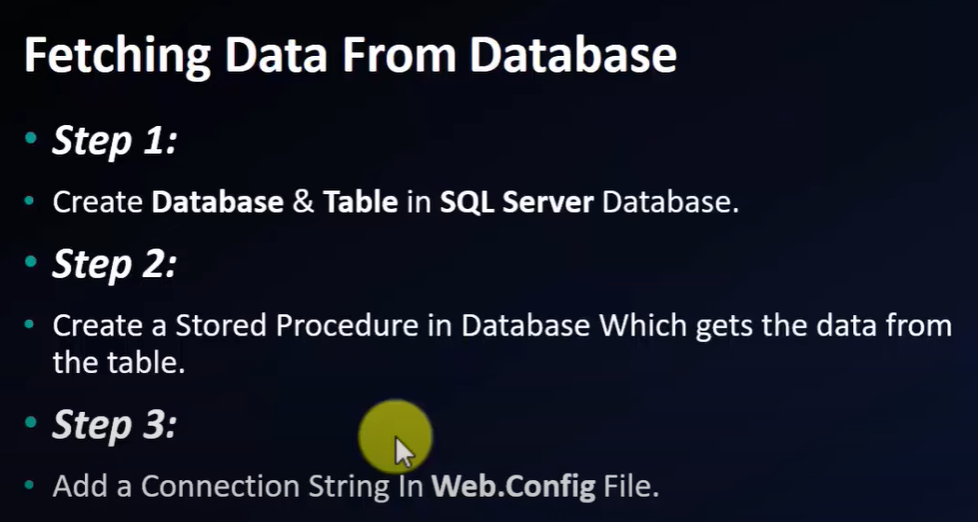 Fetching Data From Database
• Step 1:
• Create Database & Table in SQL Server Database.
• Step 2:
• Create a Stored Procedure in Database Which gets the data from
the table.
• Step 3:
• Add a Connection String In Web.Config File.